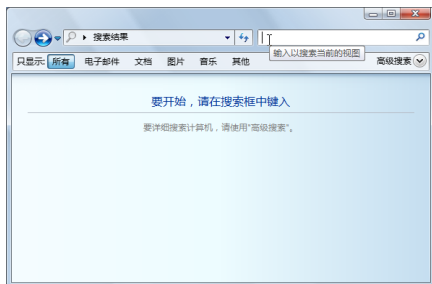 搜索结果
输入以搜索当前的视图
只显示: 所有 电子邮件 文档 图片 音乐 其他 高级搜索
要开始，请在搜索框中键入
要详细搜索计算机，请使用"高级搜索"。